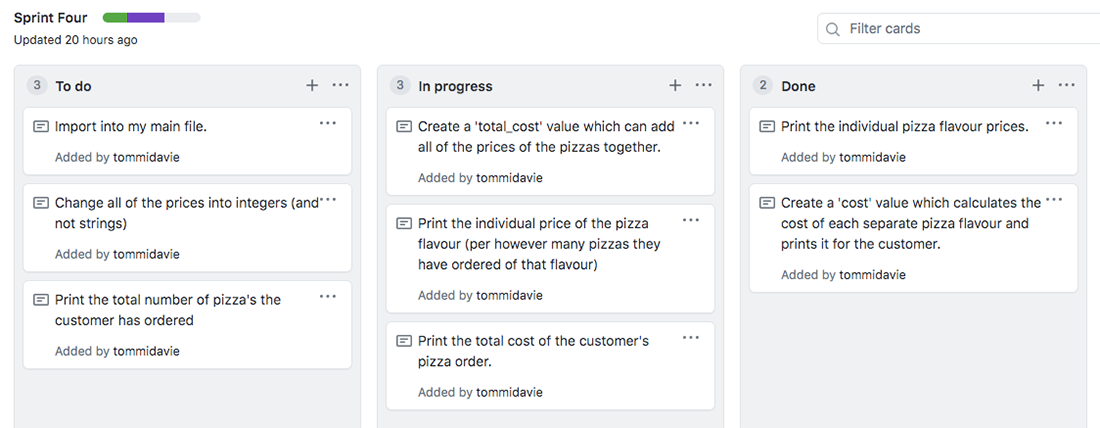 Sprint Four
Updated 20 hours ago
Filter cards
3 To do
Import into my main file.
Added by tommidavie
Change all of the prices into integers (and
not strings)
Added by tommidavie
Print the total number of pizza's the
customer has ordered
Added by tommidavie
3 In progress
Create a 'total_cost' value which can add
all of the prices of the pizzas together.
Added by tommidavie
Print the individual price of the pizza
flavour (per however many pizzas they
have ordered of that flavour)
Added by tommidavie
Print the total cost of the customer's
pizza order.
Added by tommidavie
2 Done
Print the individual pizza flavour prices.
Added by tommidavie
Create a 'cost' value which calculates the
cost of each separate pizza flavour and
prints it for the customer.
Added by tommidavie